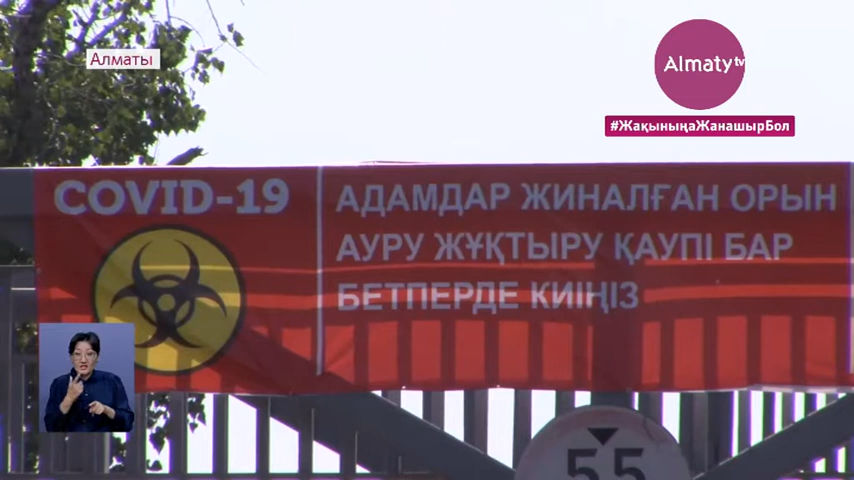 Алматы
Almaty tv
#ЖақыныңаЖанашырБол
COVID-19
АДАМДАР ЖИНАЛҒАН ОРЫН
АУРУ ЖҰҚТЫРУ ҚАУПІ БАР
БЕТПЕРДЕ КИІҢІЗ
55